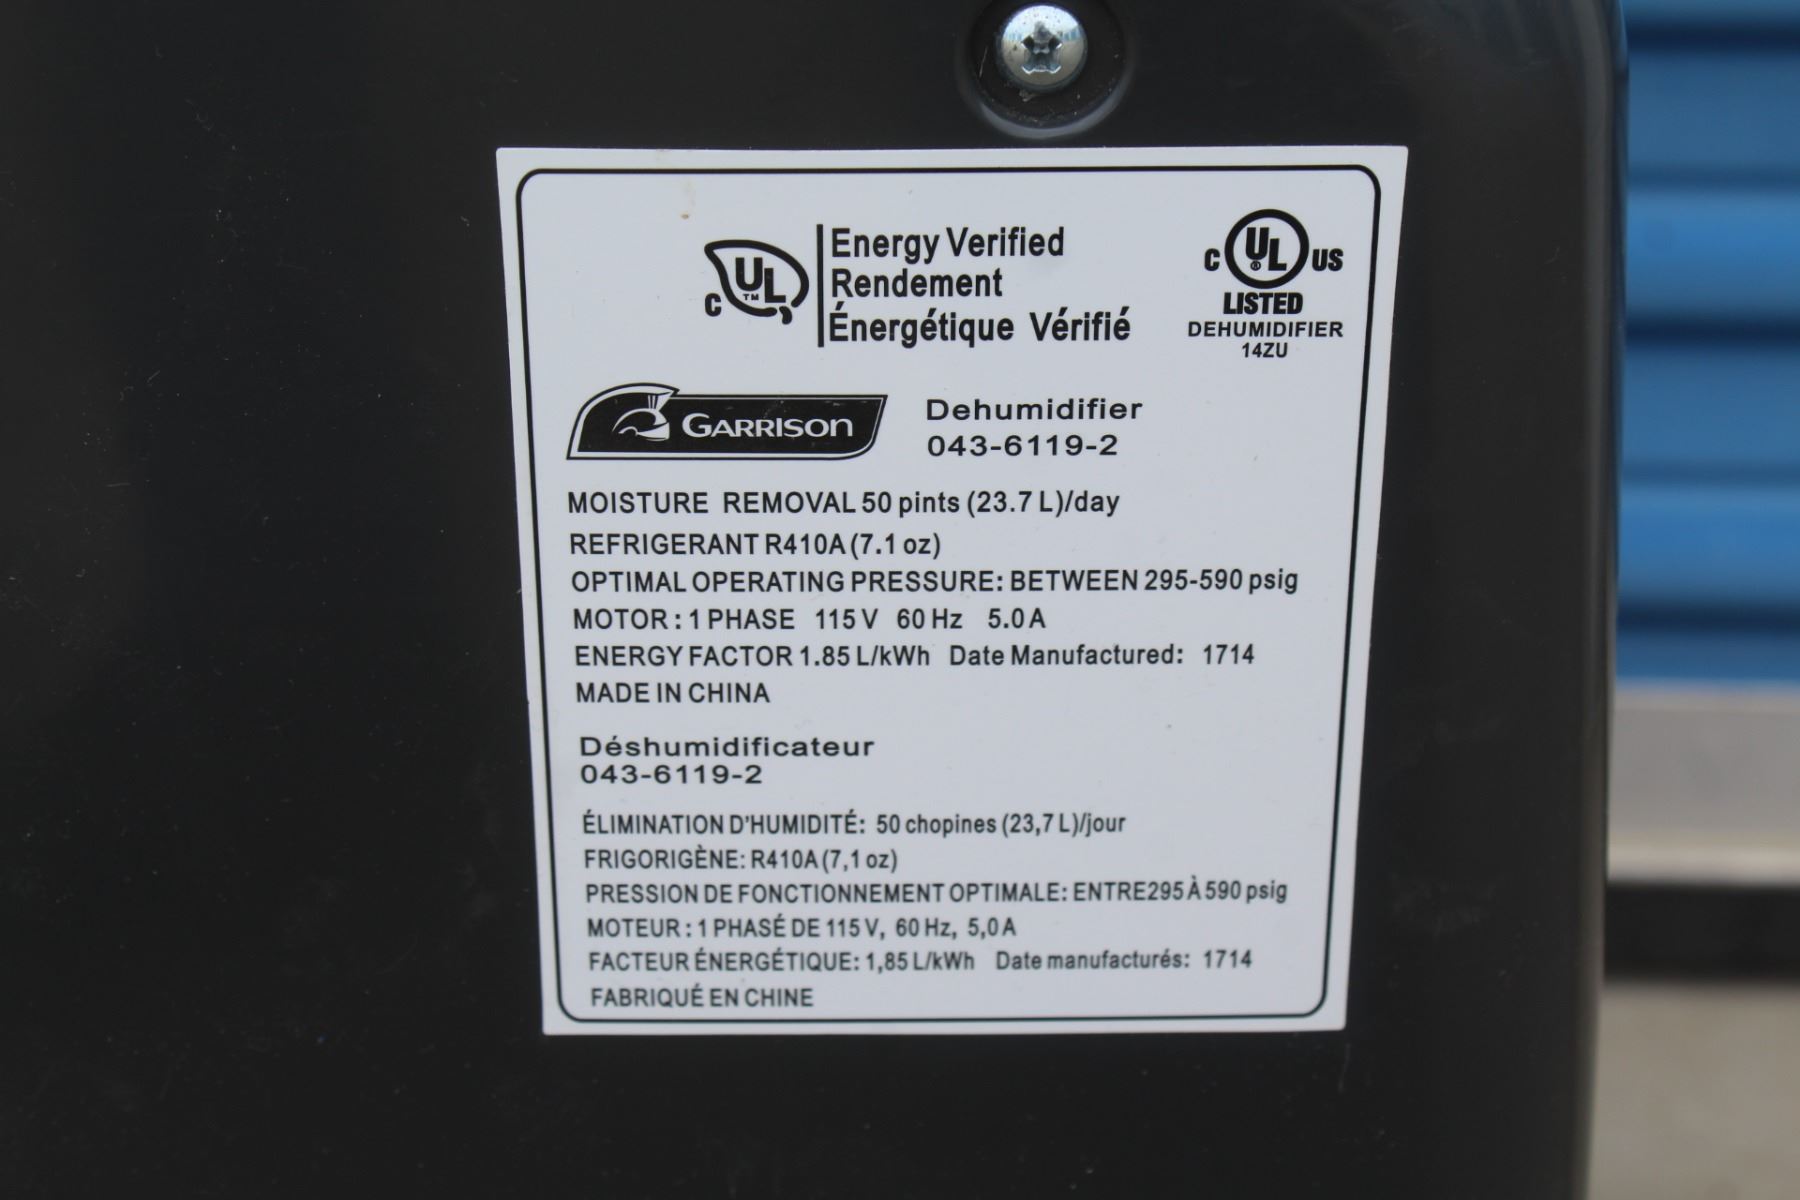 Energy Verified
Rendement
Énergétique Vérifié
C UL TM
C UL ® US
LISTED
DEHUMIDIFIER
14ZU
GARRISON
Dehumidifier
043-6119-2
MOISTURE REMOVAL 50 pints (23.7 L)/day
REFRIGERANT R410A (7.1 oz)
OPTIMAL OPERATING PRESSURE: BETWEEN 295-590 psig
MOTOR : 1 PHASE 115 V 60 Hz 5.0 A
ENERGY FACTOR 1.85 L/kWh Date Manufactured: 1714
MADE IN CHINA
Déshumidificateur
043-6119-2
ÉLIMINATION D'HUMIDITÉ: 50 chopines (23,7 L)/jour
FRIGORIGÈNE: R410A (7,1 oz)
PRESSION DE FONCTIONNEMENT OPTIMALE: ENTRE295 À 590 psig
MOTEUR : 1 PHASÉ DE 115 V, 60 Hz, 5,0 A
FACTEUR ÉNERGÉTIQUE: 1,85 L/kWh Date manufacturés: 1714
FABRIQUÉ EN CHINE